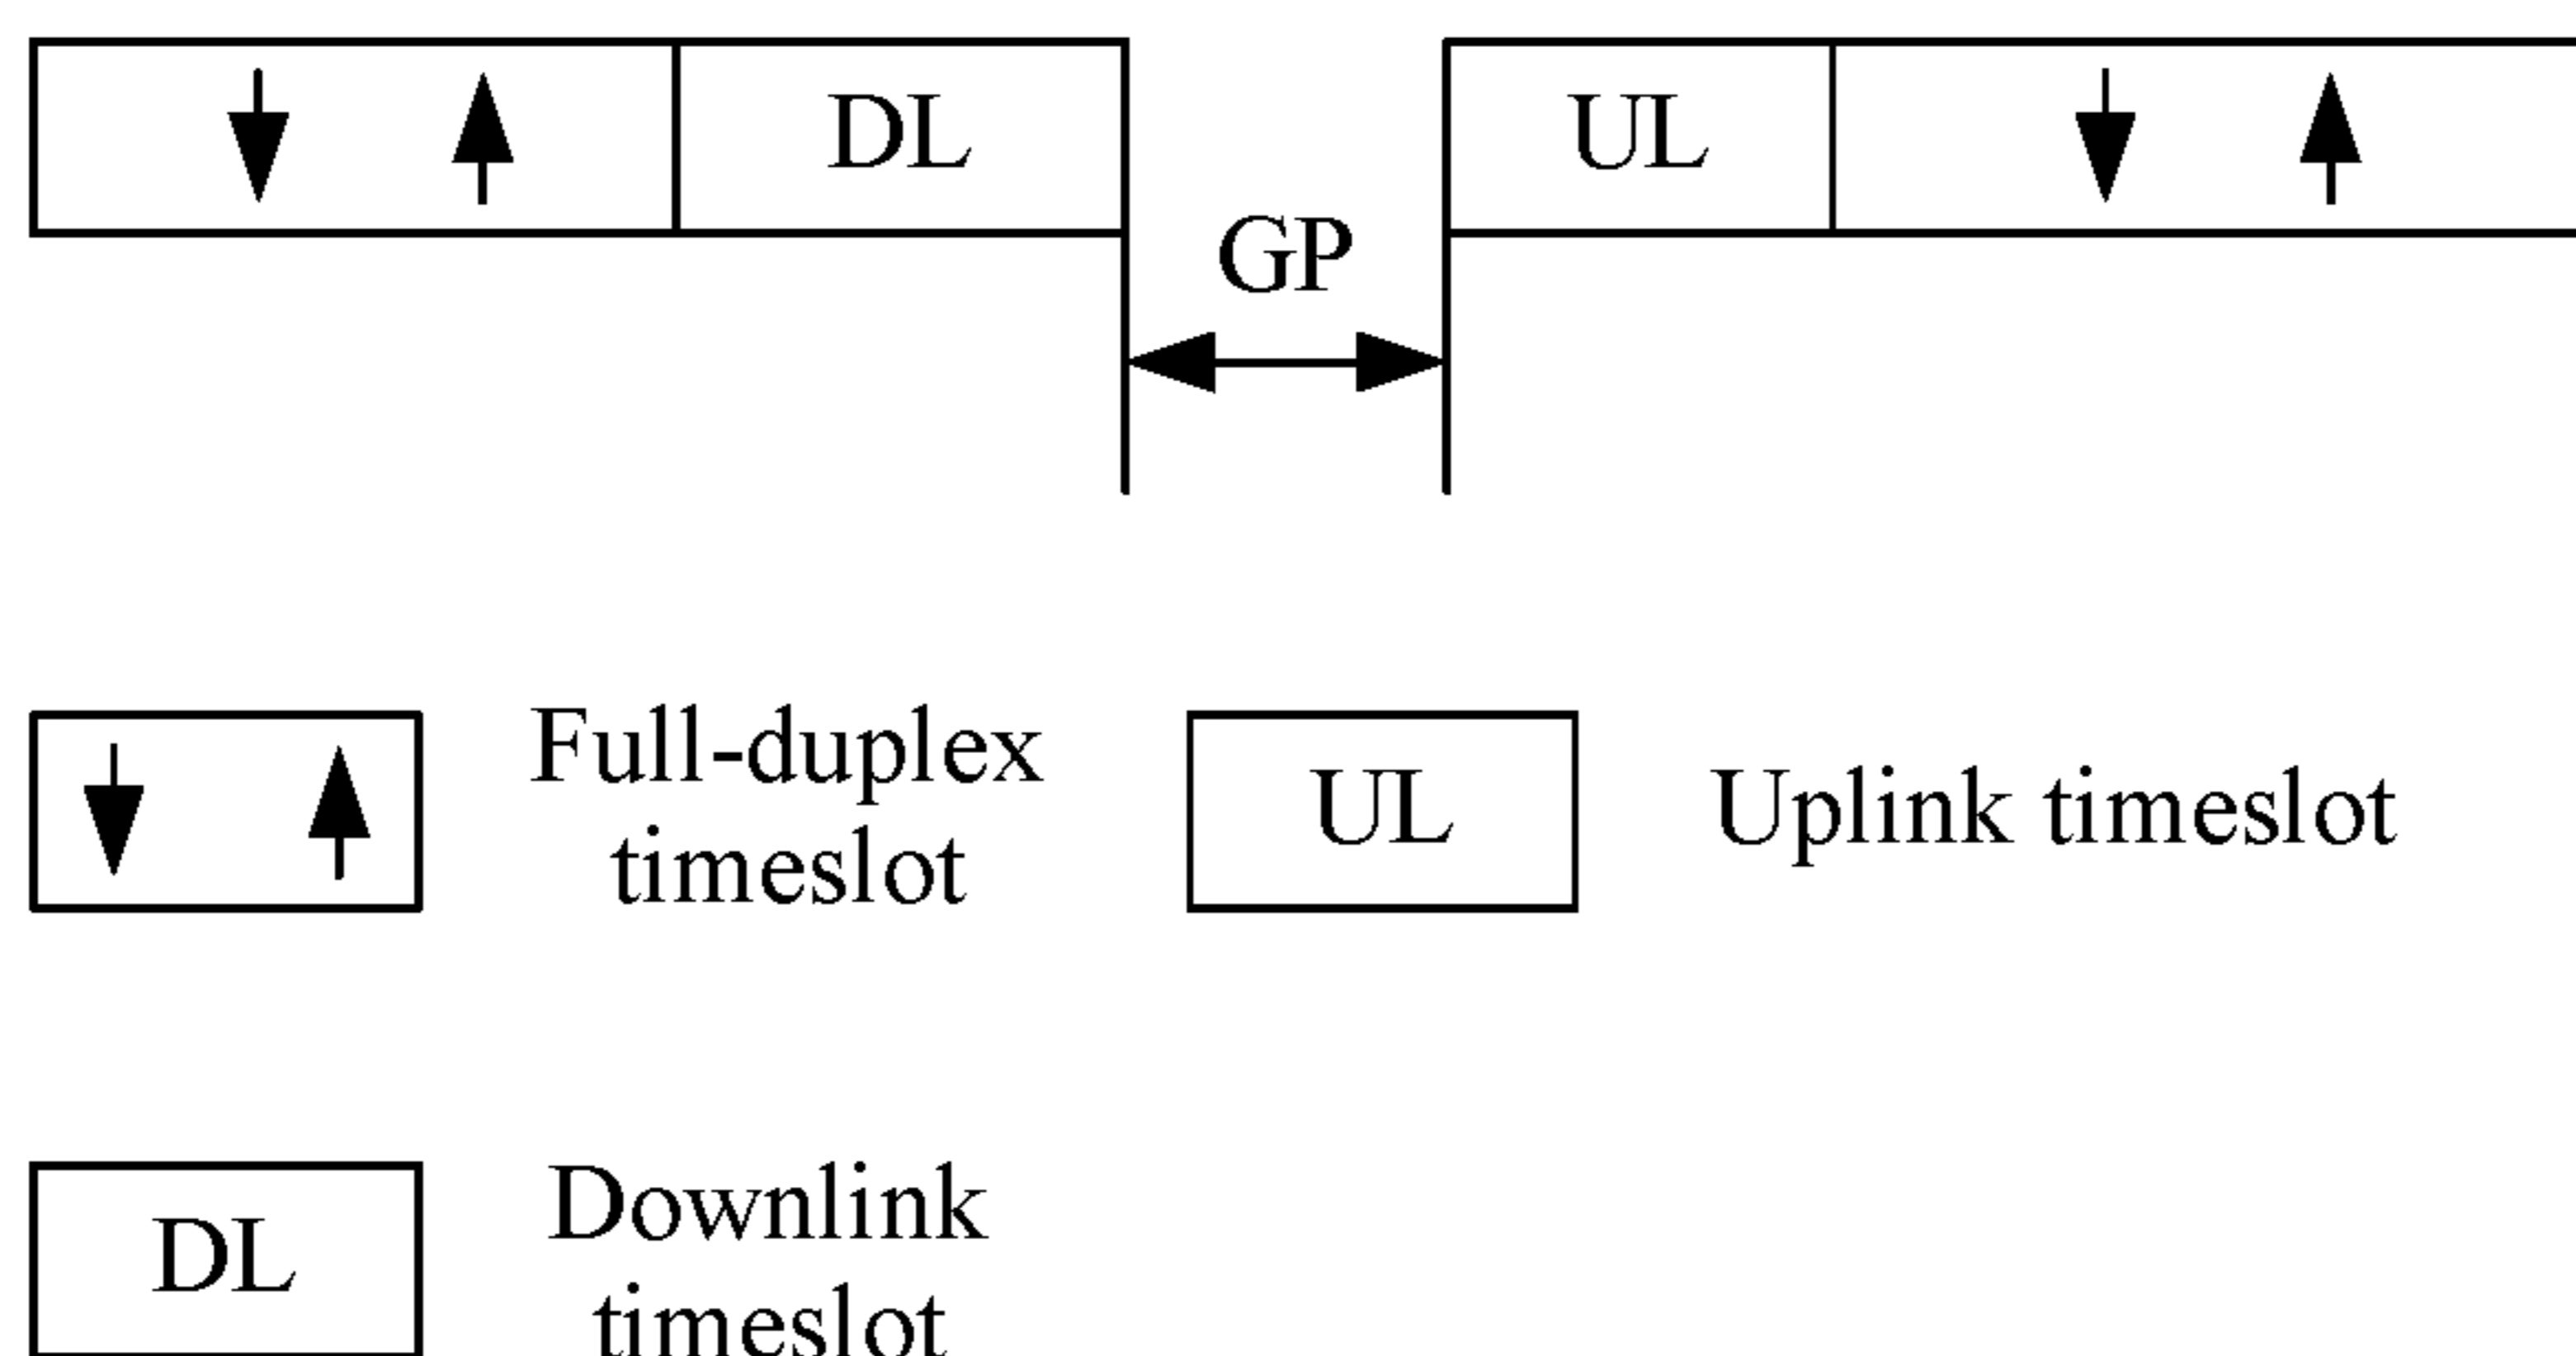 DL
UL
GP
Full-duplex
timeslot
UL
Uplink timeslot
DL
Downlink
timeslot